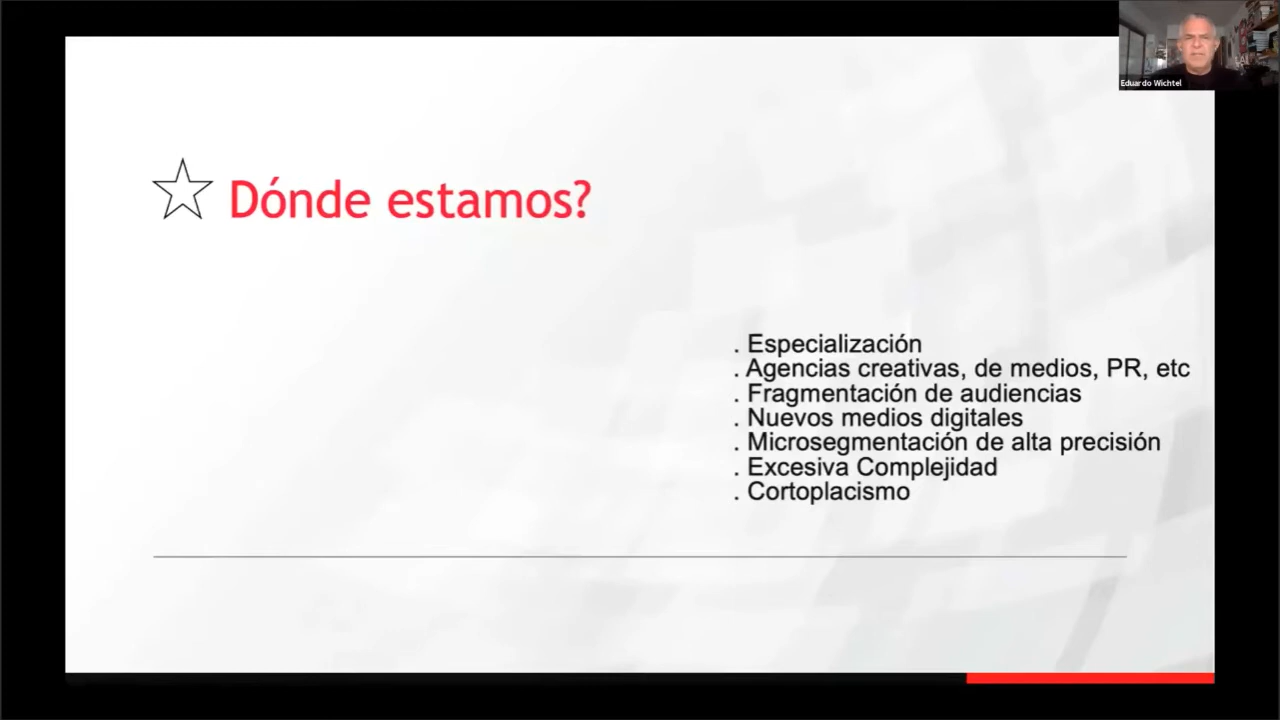 Eduardo Wichtel
Dónde estamos?
. Especialización
. Agencias creativas, de medios, PR, etc
. Fragmentación de audiencias
. Nuevos medios digitales
. Microsegmentación de alta precisión
. Excesiva Complejidad
. Cortoplacismo